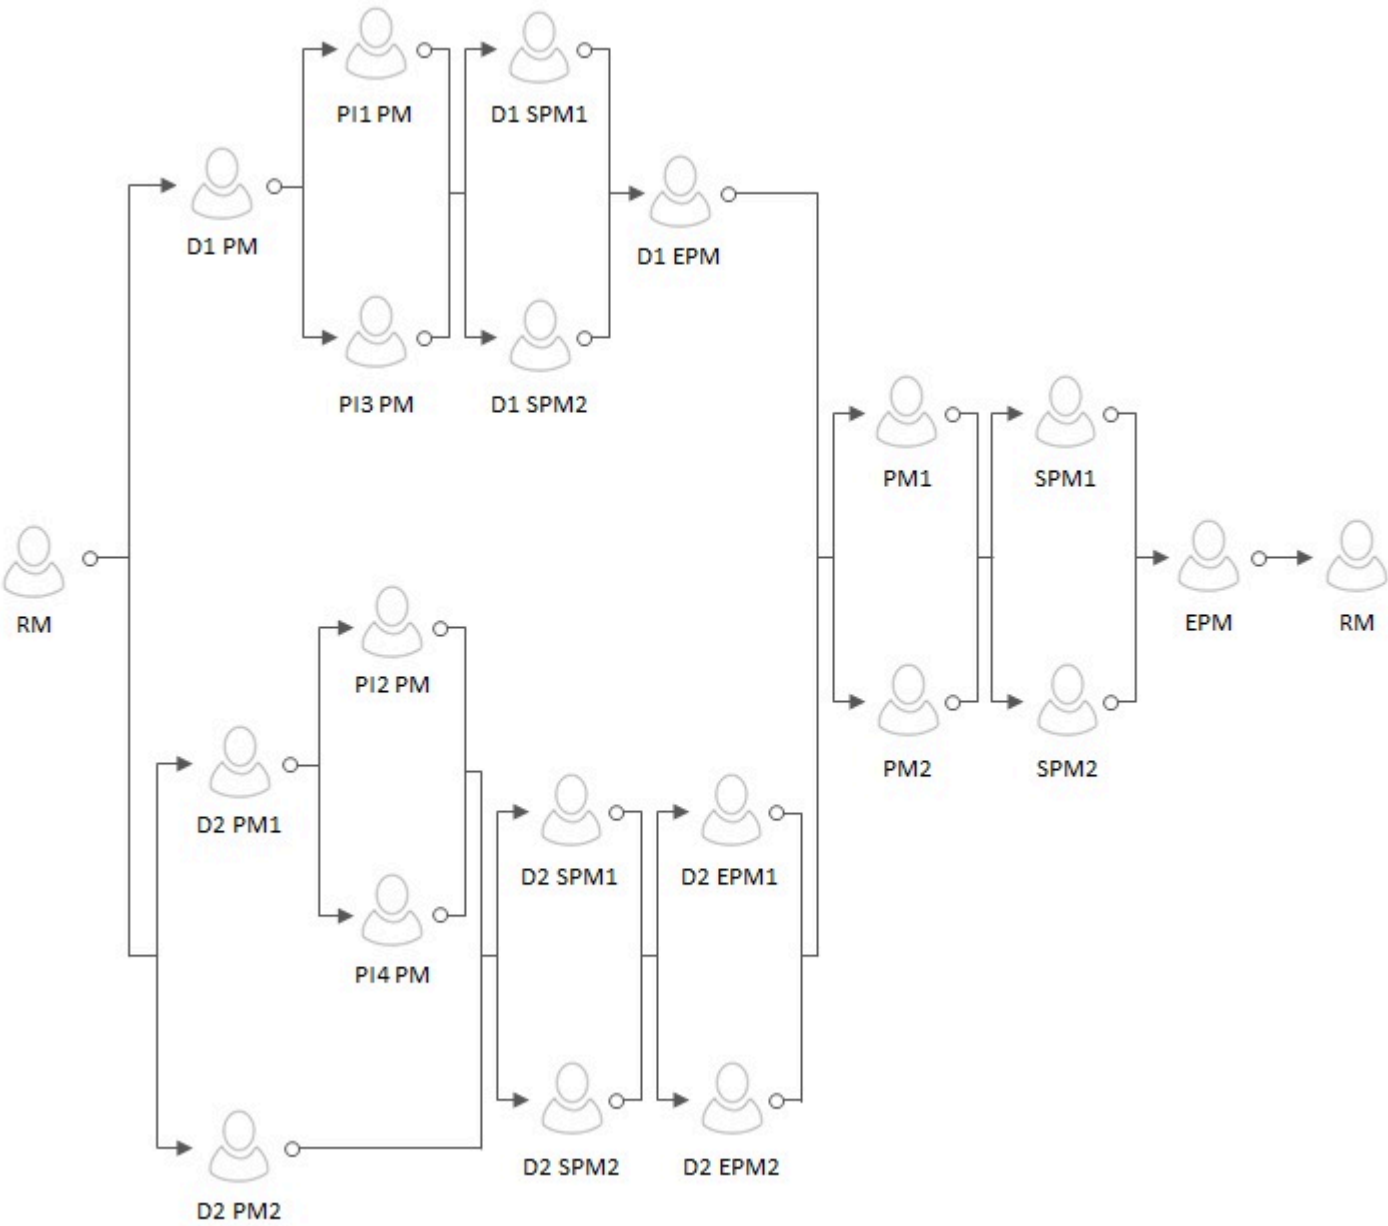 PI1 PM
D1 SPM1
D1 PM
D1 EPM
PI3 PM
D1 SPM2
PM1
SPM1
RM
EPM
RM
PI2 PM
PM2
SPM2
D2 PM1
D2 SPM1
D2 EPM1
PI4 PM
D2 SPM2
D2 EPM2
D2 PM2